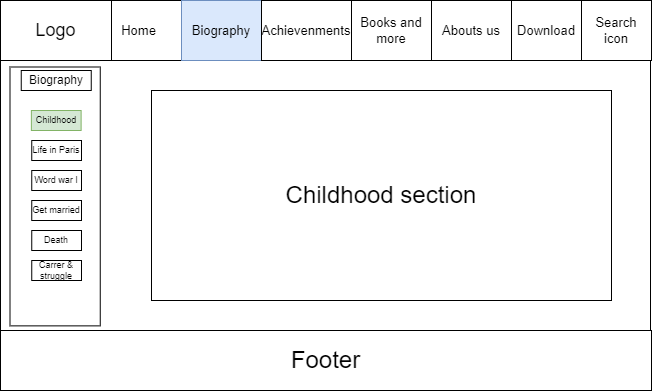 Logo
Home
Biography
Achievenments
Books and
more
Abouts us
Download
Search
icon
Biography
Childhood
Life in Paris
Word war I
Get married
Death
Carrer &
struggle
Childhood section
Footer